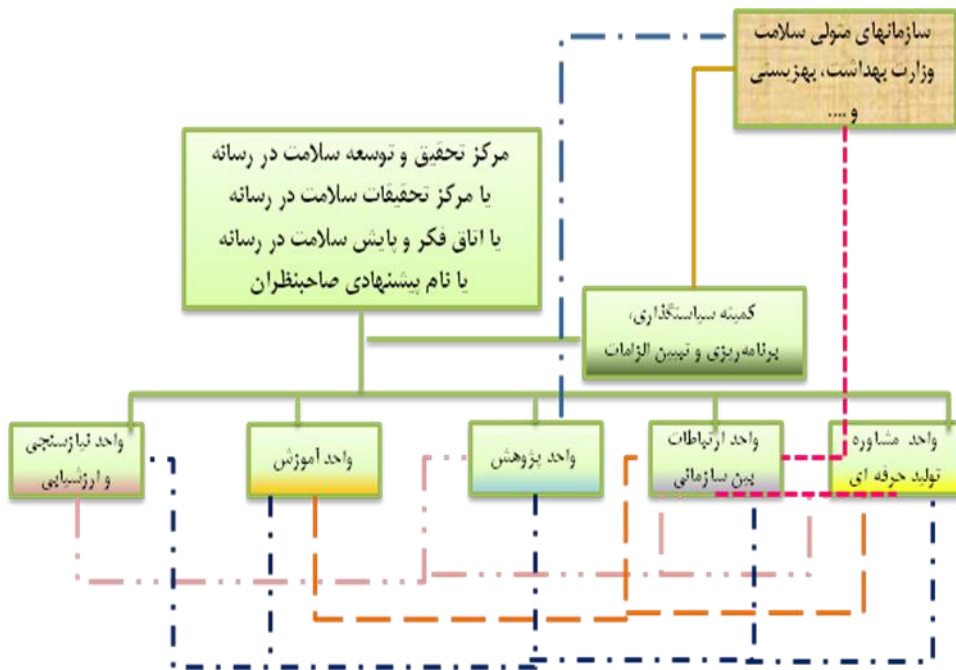 سازمانهای متولی سلامت
وزارت بهداشت، بهزیستی
و ....
مرکز تحقیق و توسعه سلامت در رسانه
یا مرکز تحقیقات سلامت در رسانه
یا اتاق فکر و پایش سلامت در رسانه
یا نام پیشنهادی صاحبنظران
کمیته سیاستگذاری،
برنامه‌ریزی و تبیین الزامات
واحد مشاوره
تولید حرفه ای
واحد ارتباطات
بین سازمانی
واحد پژوهش
واحد آموزش
واحد نیازسنجی
و ارزشیابی